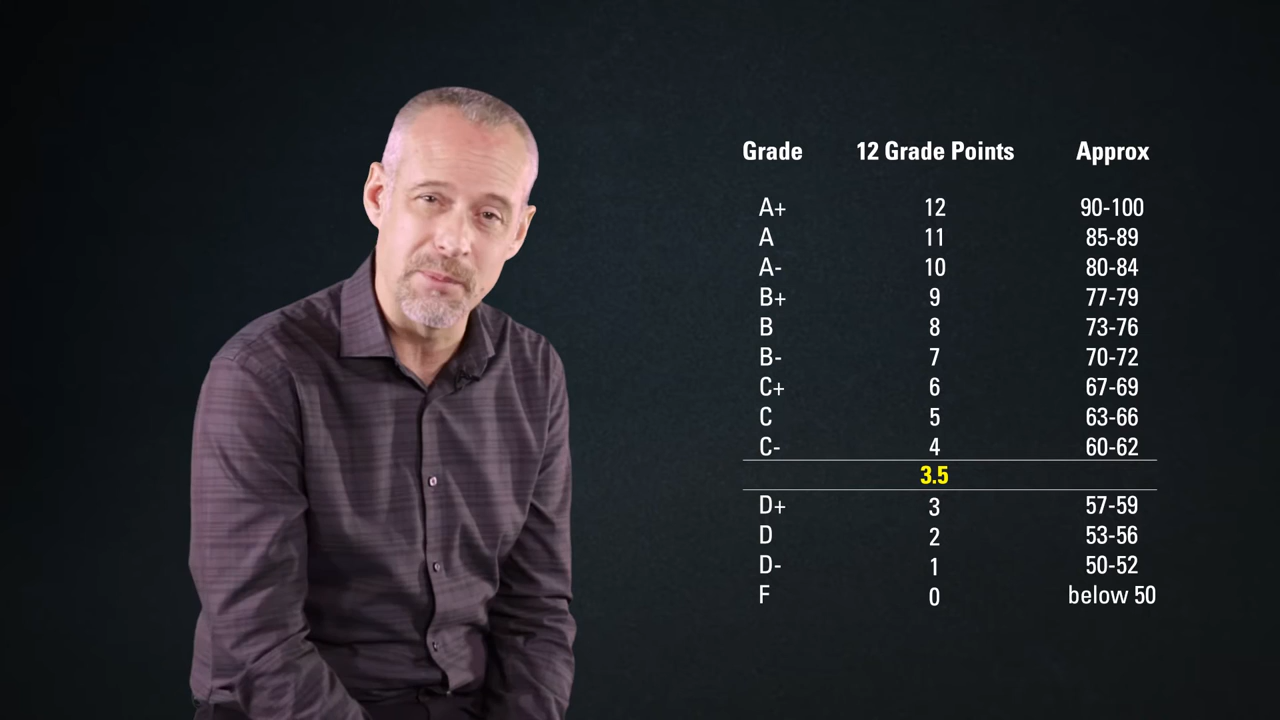 Grade 12 Grade Points Approx
A+ 12 90-100
A 11 85-89
A- 10 80-84
B+ 9 77-79
B 8 73-76
B- 7 70-72
C+ 6 67-69
C 5 63-66
C- 4 60-62
3.5
D+ 3 57-59
D 2 53-56
D- 1 50-52
F 0 below 50